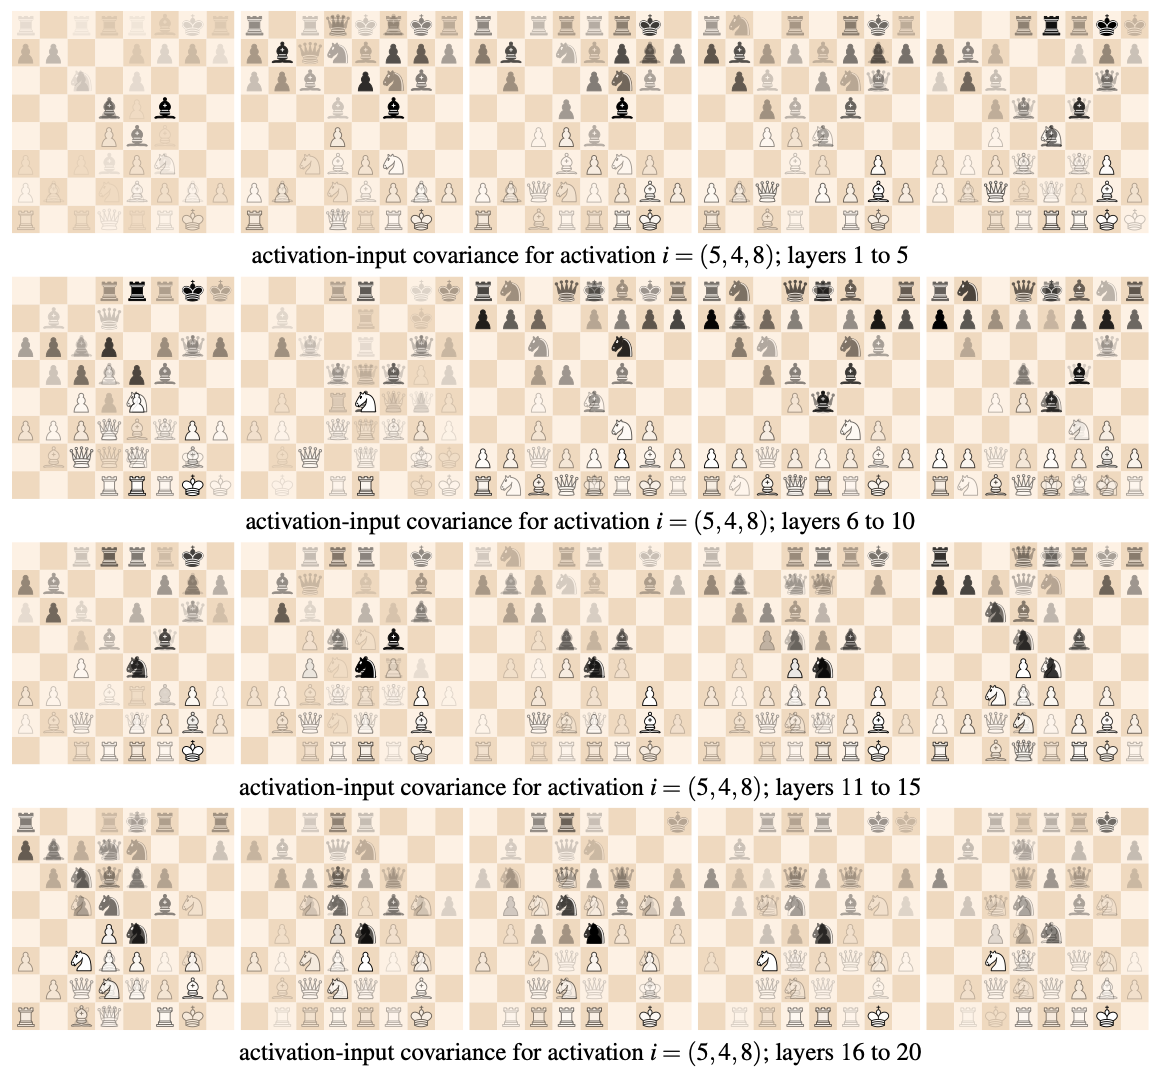 activation-input covariance for activation i = (5,4,8); layers 1 to 5
activation-input covariance for activation i = (5,4,8); layers 6 to 10
activation-input covariance for activation i = (5,4,8); layers 11 to 15
activation-input covariance for activation i = (5,4,8); layers 16 to 20